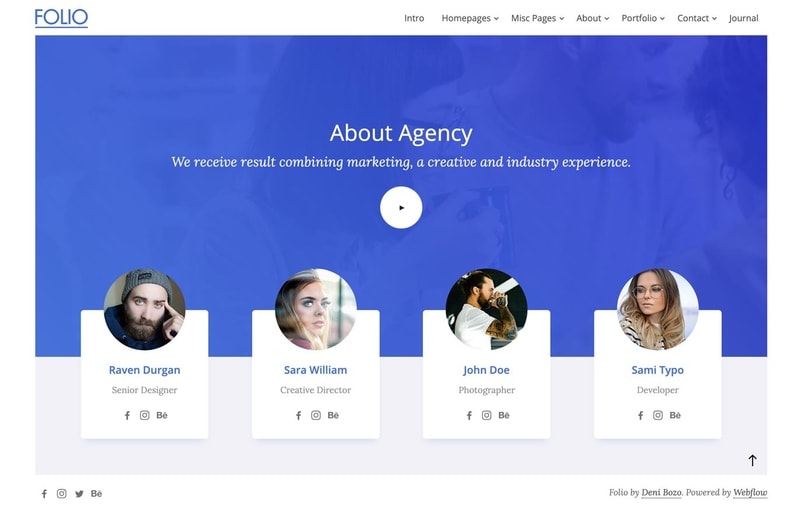 FOLIO
Intro Homepages Misc Pages About Portfolio Contact Journal
About Agency
We receive result combining marketing, a creative and industry experience.
Raven Durgan
Senior Designer
Bē
Sara William
Creative Director
Bē
John Doe
Photographer
Bē
Sami Typo
Developer
Bē
Bē
Folio by Deni Bozo. Powered by Webflow